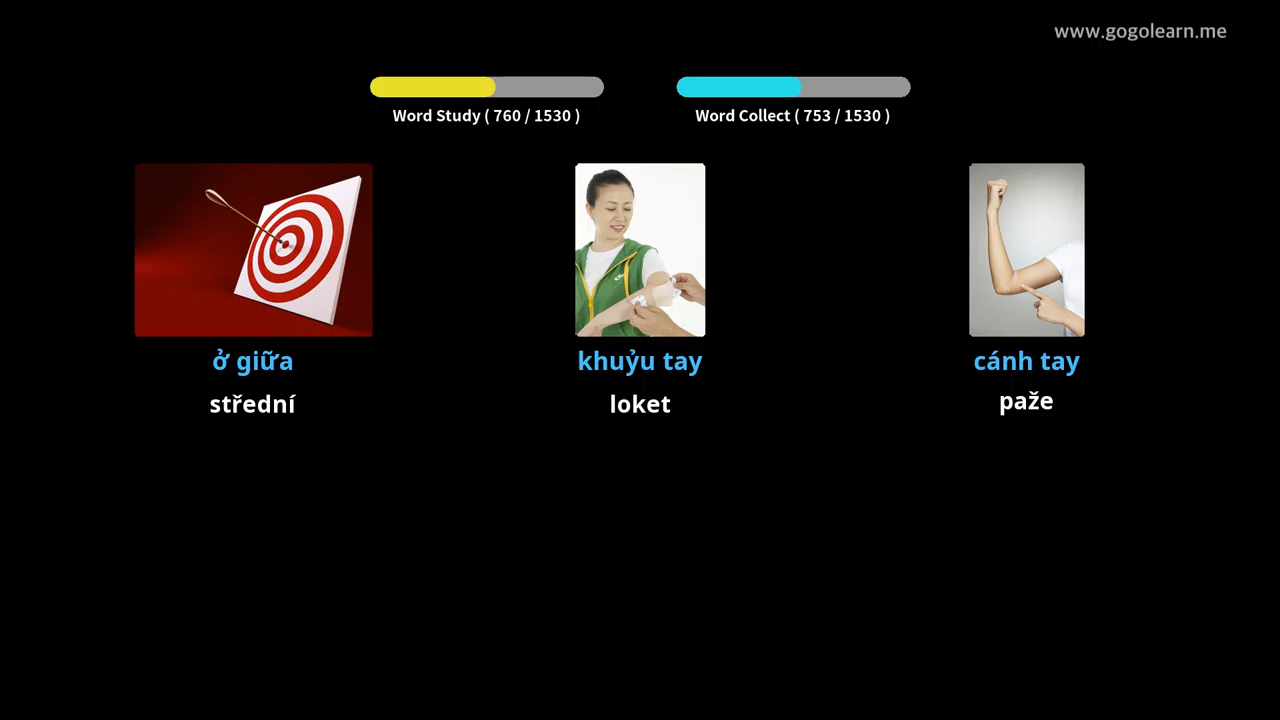 www.gogolearn.me
Word Study ( 760 / 1530 )
Word Collect ( 753 / 1530 )
ở giữa
khuỷu tay
cánh tay
střední
loket
paže